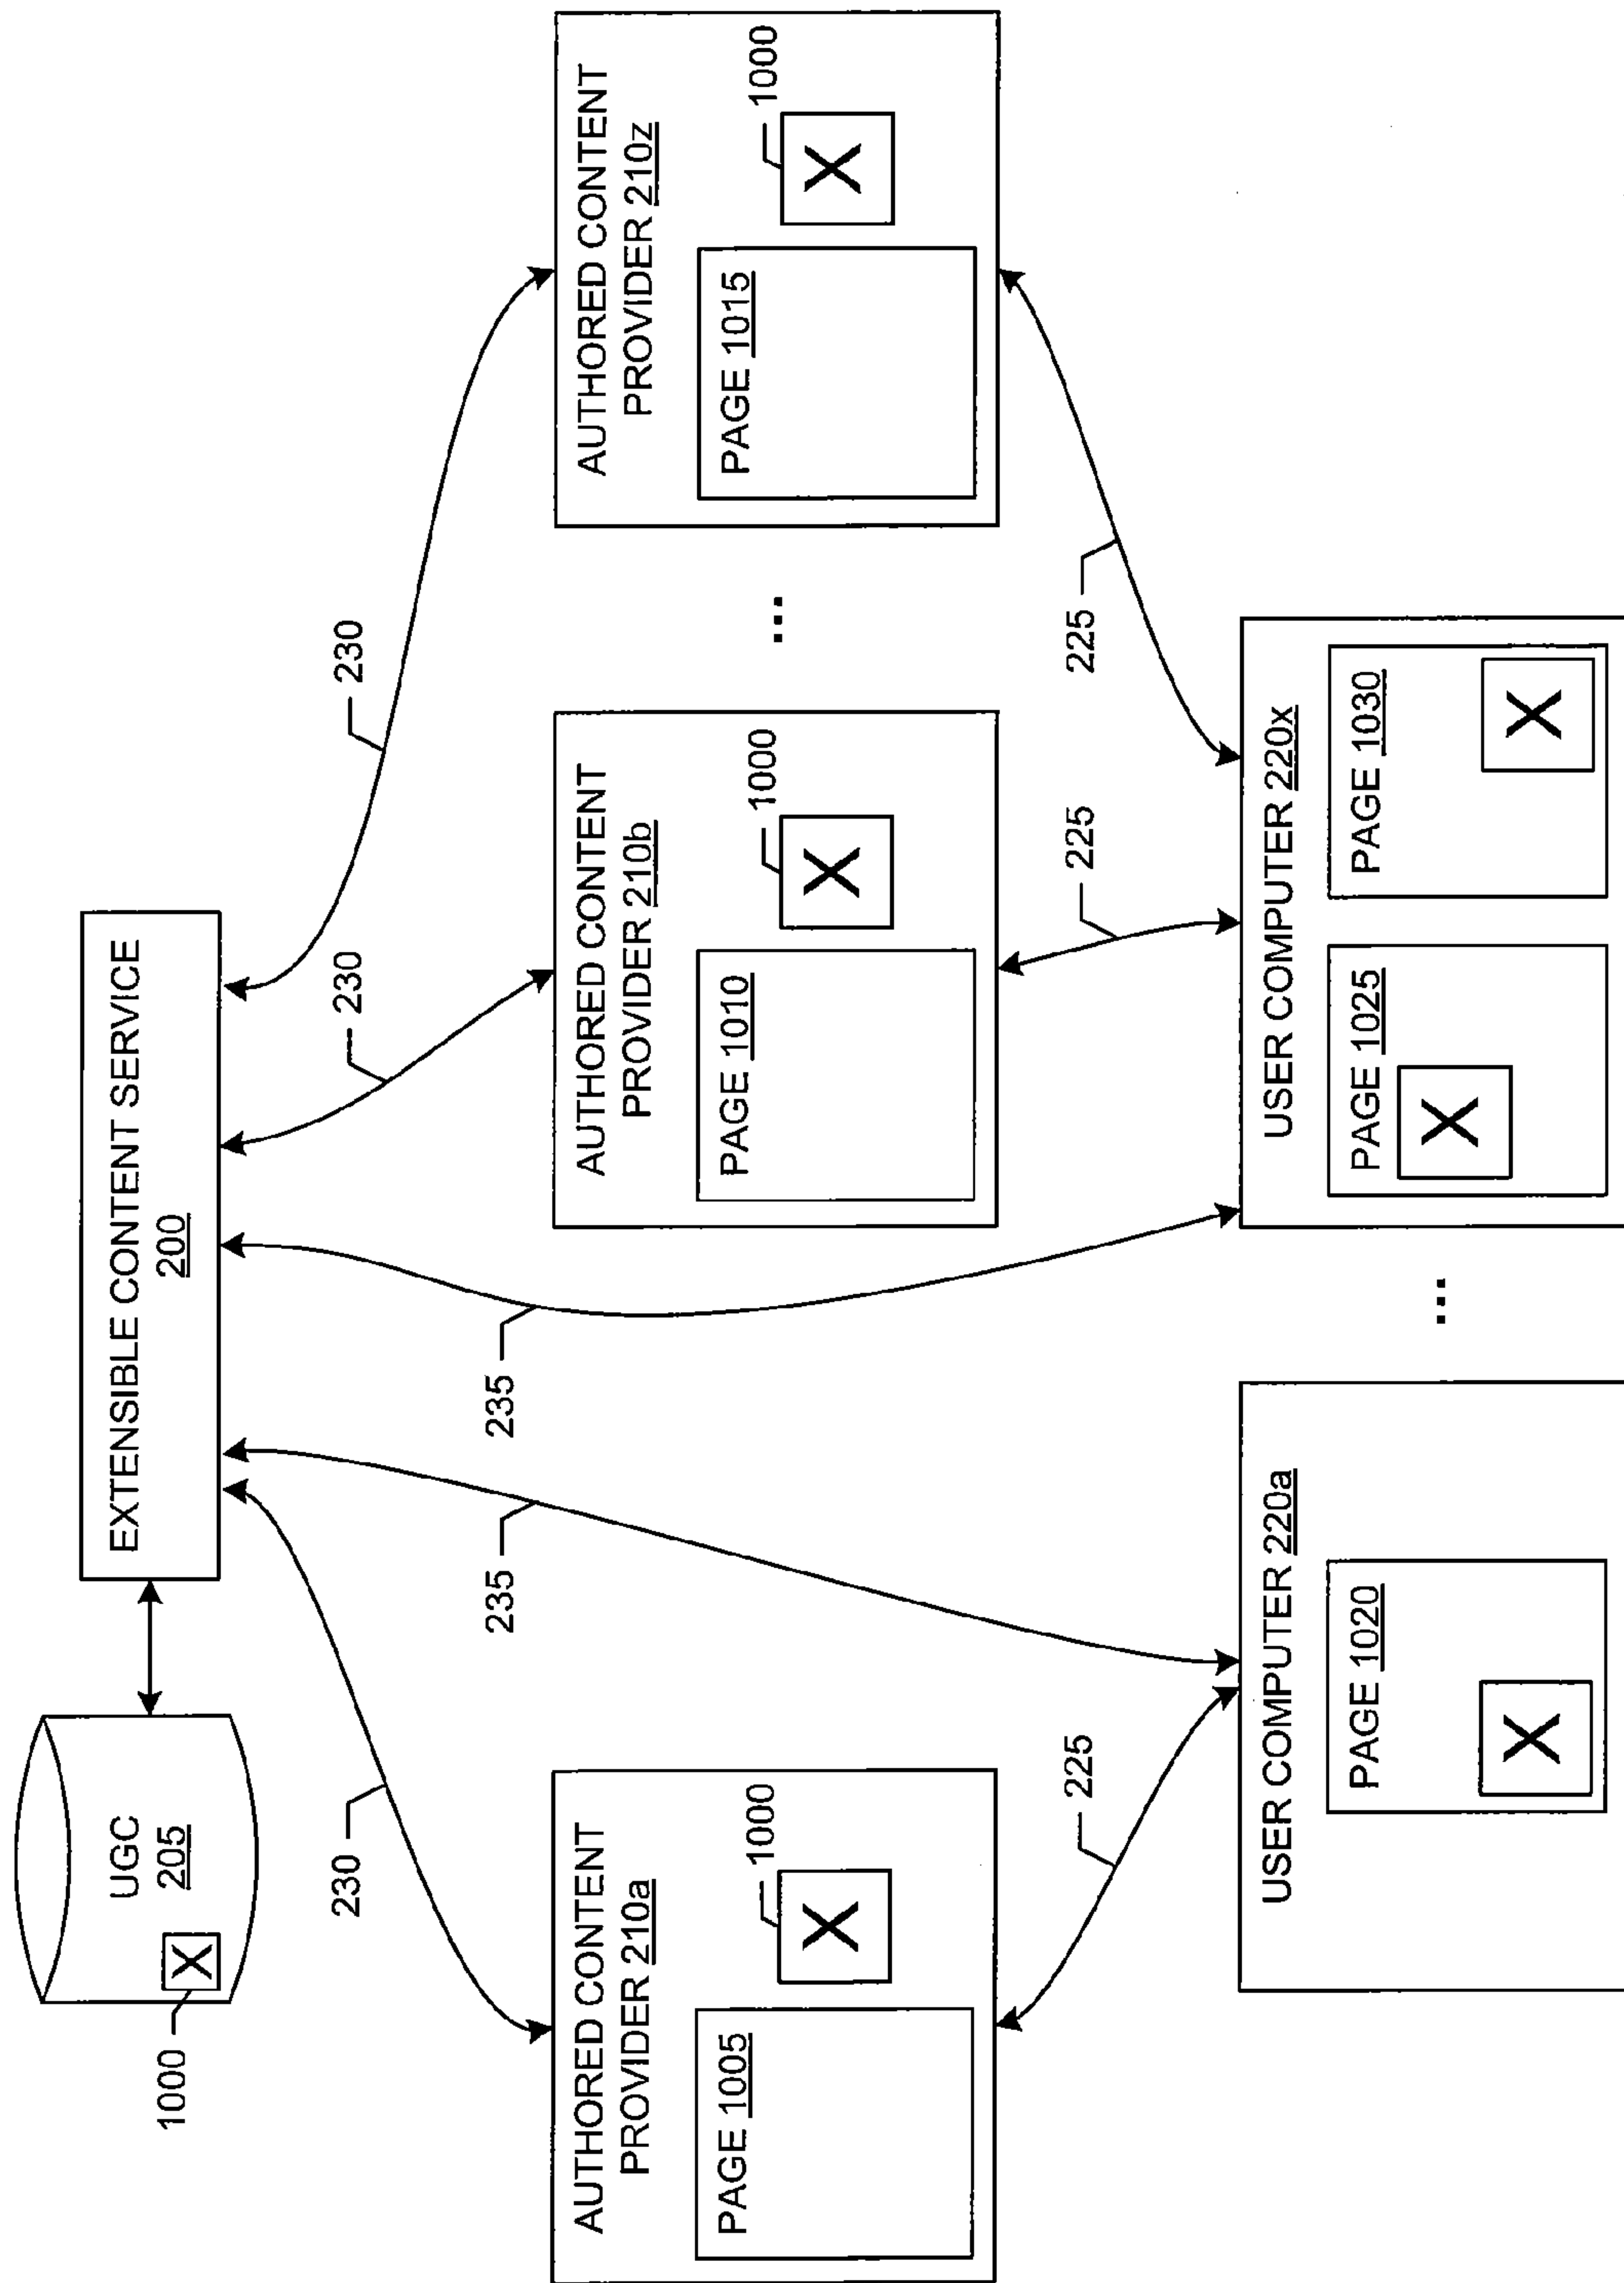 1000
X
UGC
205
EXTENSIBLE CONTENT SERVICE
200
230
235
235
230
230
AUTHORED CONTENT
PROVIDER 210a
PAGE 1005
X
1000
AUTHORED CONTENT
PROVIDER 210b
PAGE 1010
X
1000
...
AUTHORED CONTENT
PROVIDER 210z
PAGE 1015
X
1000
225
225
225
USER COMPUTER 220a
PAGE 1020
X
...
USER COMPUTER 220x
PAGE 1025
X
PAGE 1030
X